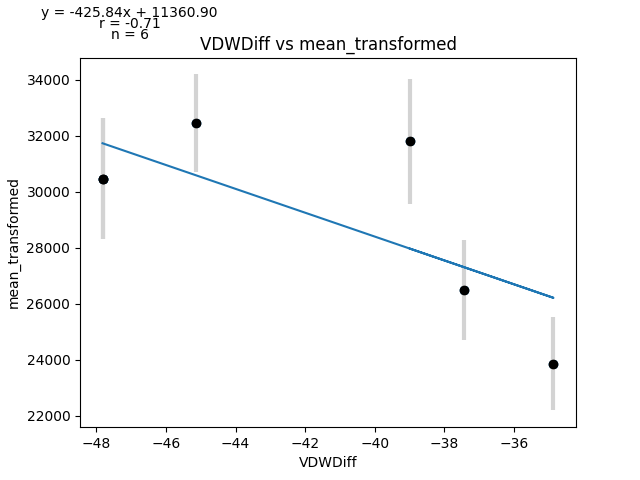 y = -425.84x + 11360.90
r = -0.71
n = 6
VDWDiff vs mean_transformed
mean_transformed
34000
32000
30000
28000
26000
24000
22000
−48 −46 −44 −42 −40 −38 −36
VDWDiff